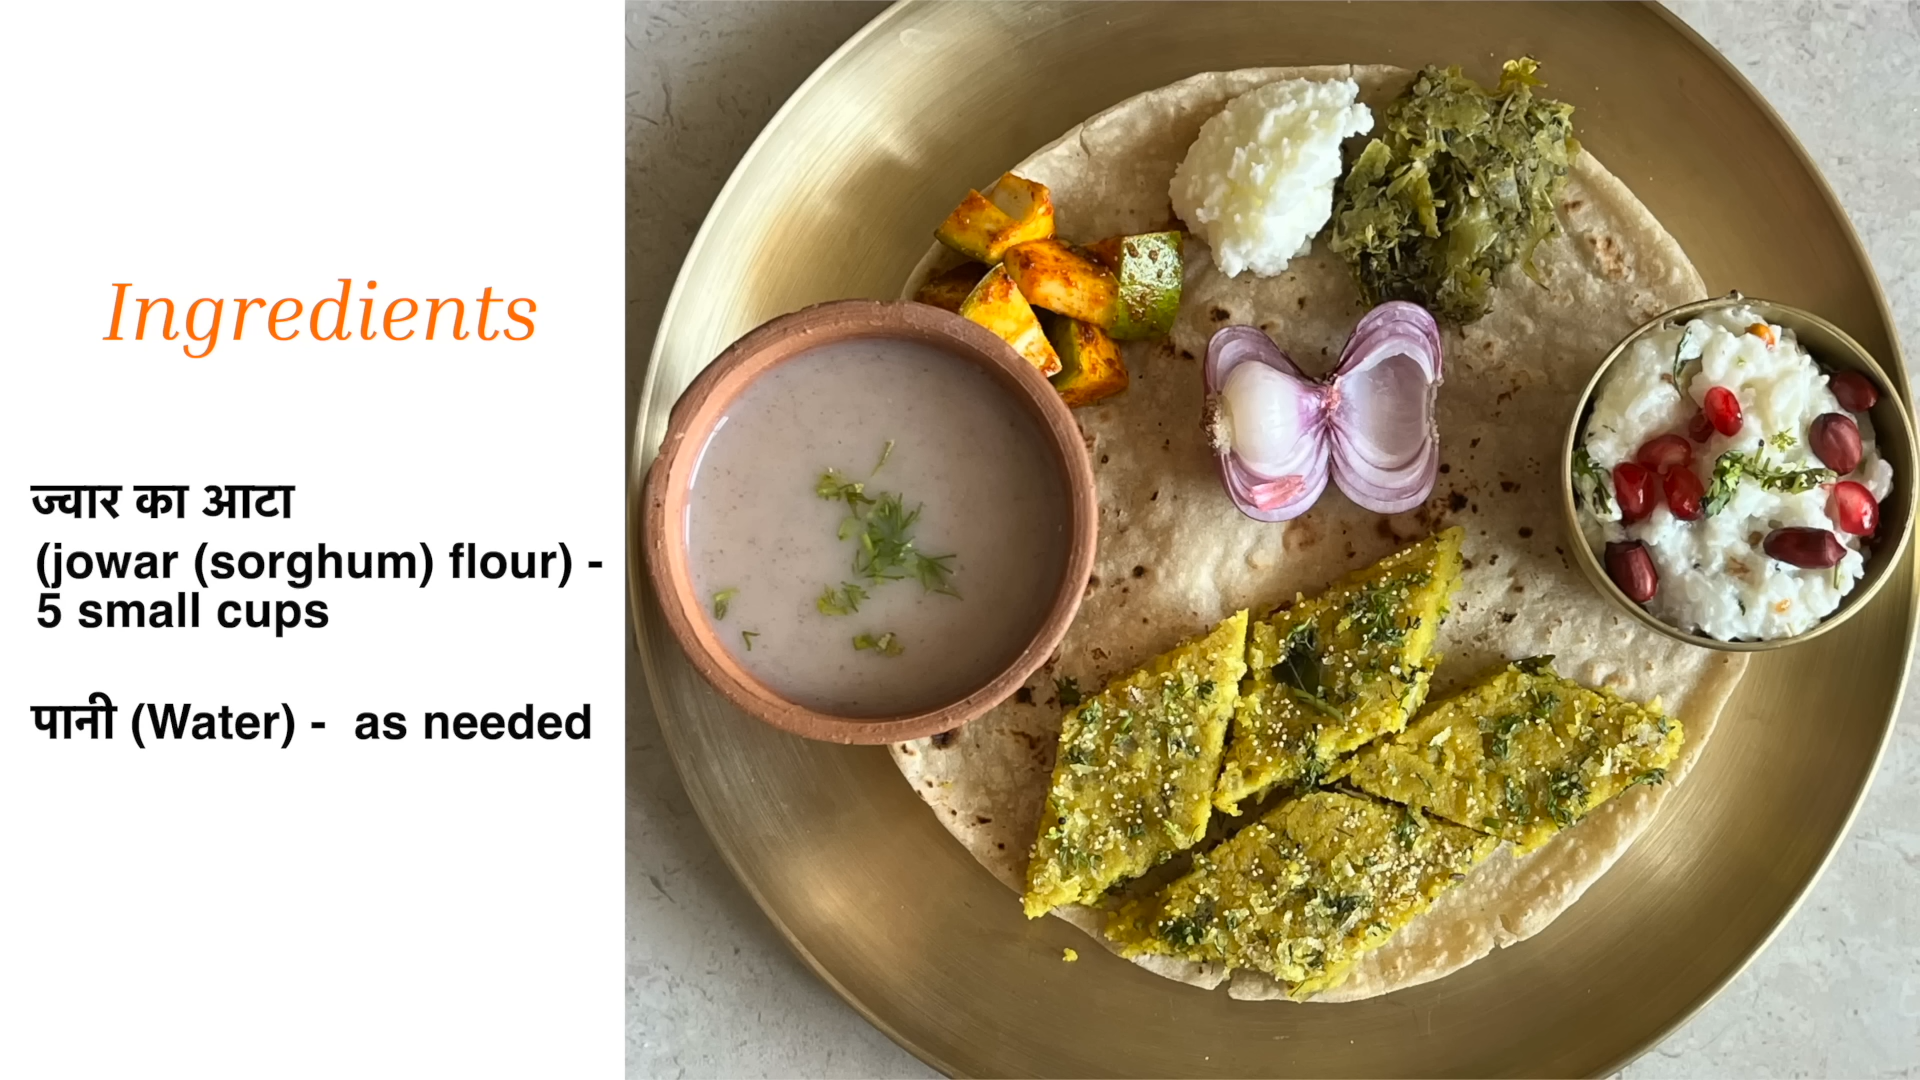 Ingredients
ज्वार का आटा
(jowar (sorghum) flour) -
5 small cups
पानी (Water) - as needed